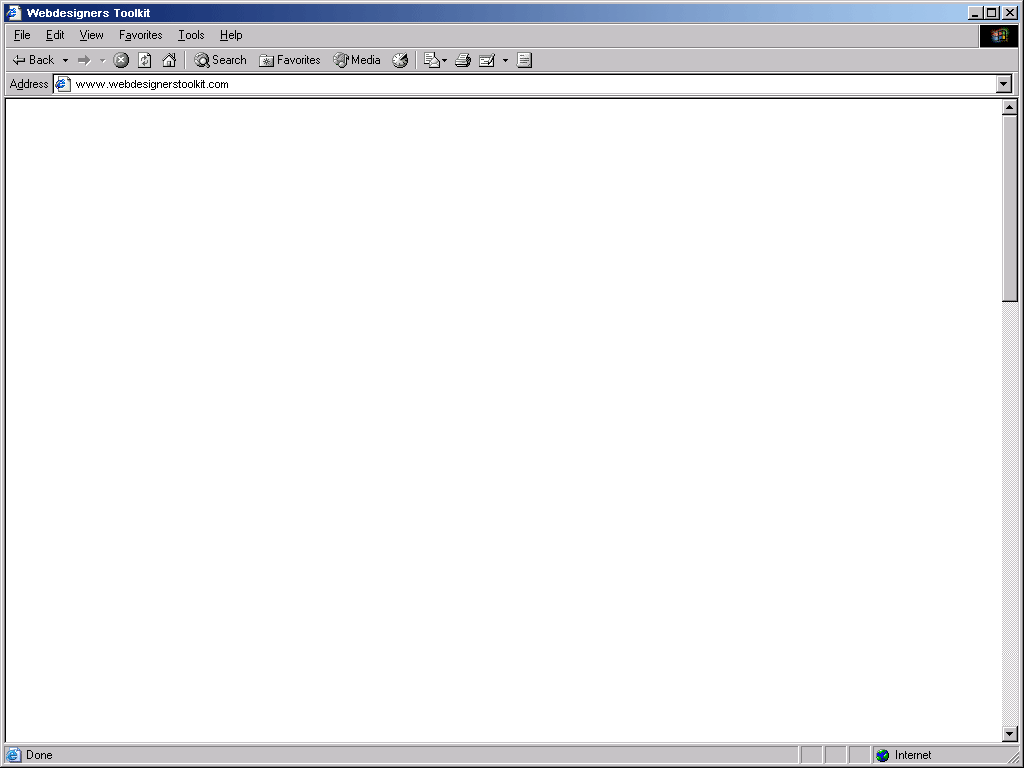 Webdesigners Toolkit
File Edit View Favorites Tools Help
Back Search Favorites Media
Address www.webdesignerstoolkit.com
Done Internet